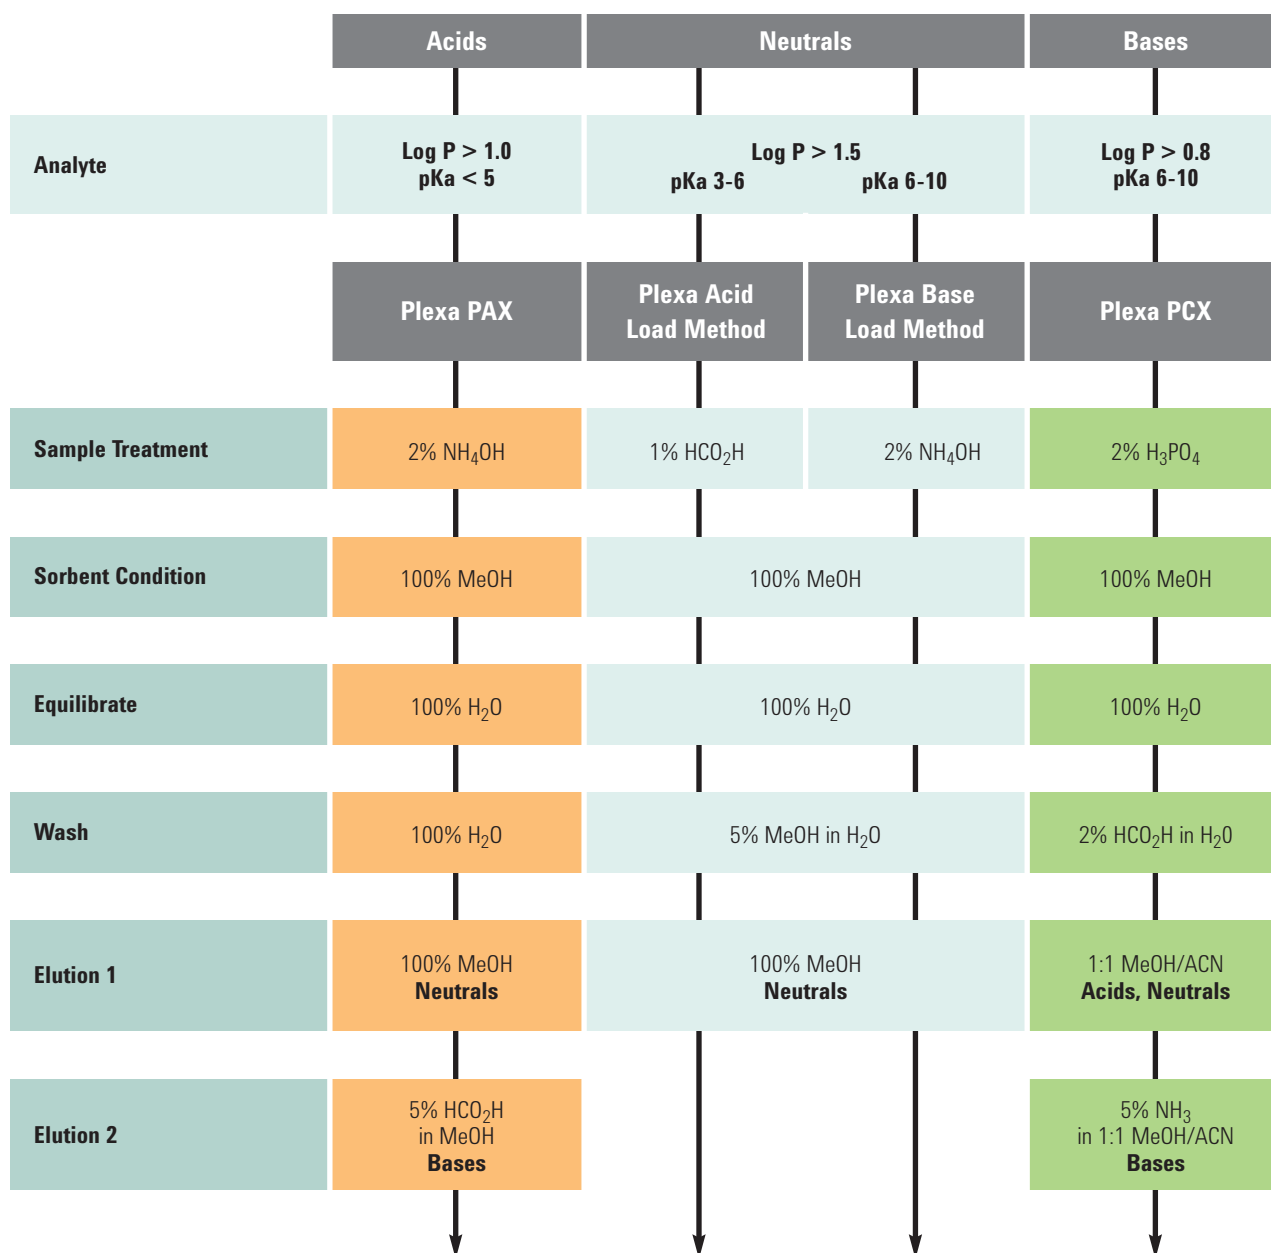 Acids
Neutrals
Bases
Analyte
Log P > 1.0
pKa < 5
Log P > 1.5
pKa 3-6
pKa 6-10
Log P > 0.8
pKa 6-10
Plexa PAX
Plexa Acid
Load Method
Plexa Base
Load Method
Plexa PCX
Sample Treatment
2% NH₄OH
1% HCO₂H
2% NH₄OH
2% H₃PO₄
Sorbent Condition
100% MeOH
100% MeOH
100% MeOH
Equilibrate
100% H₂O
100% H₂O
100% H₂O
Wash
100% H₂O
5% MeOH in H₂O
2% HCO₂H in H₂0
Elution 1
100% MeOH
Neutrals
100% MeOH
Neutrals
1:1 MeOH/ACN
Acids, Neutrals
Elution 2
5% HCO₂H
in MeOH
Bases
5% NH₃
in 1:1 MeOH/ACN
Bases